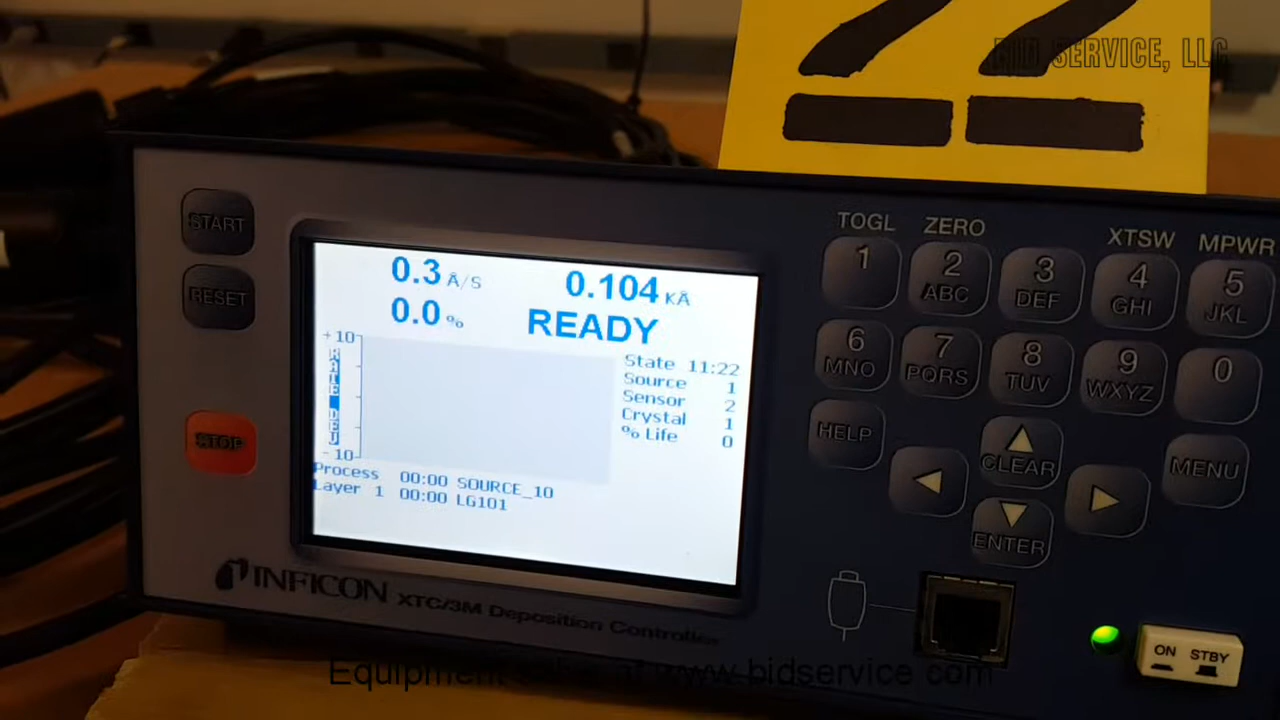 22
BID SERVICE, LLC
START
RESET
STOP
0.3 Å/S 0.104 KÅ
0.0 % READY
+10
RATE DEV
-10
State 11:22
Source 1
Sensor 2
Crystal 1
% Life 0
Process 00:00 SOURCE_10
Layer 1 00:00 LG101
INFICON XTC/3M Deposition Controller
TOGL ZERO XTSW MPWR
1 2 ABC 3 DEF 4 GHI 5 JKL
6 MNO 7 PQRS 8 TUV 9 WXYZ 0
HELP CLEAR MENU
ENTER
ON STBY
www.bidservice.com